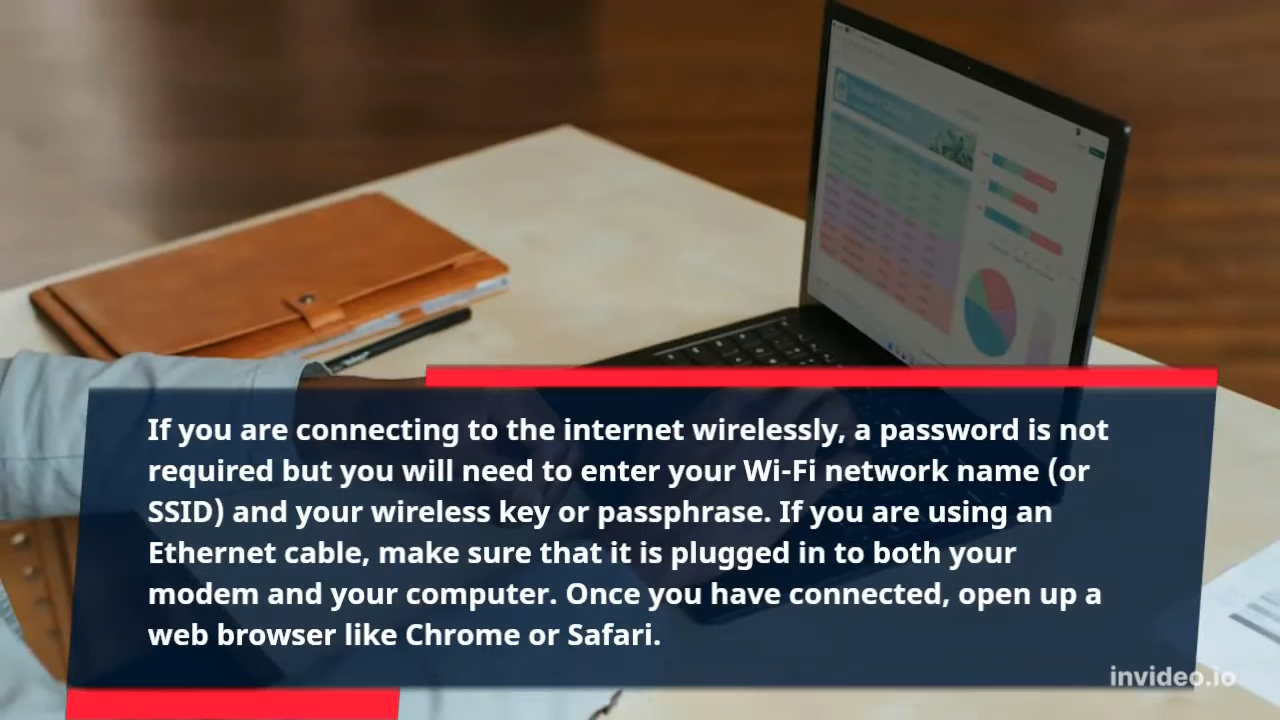 If you are connecting to the internet wirelessly, a password is not
required but you will need to enter your Wi-Fi network name (or
SSID) and your wireless key or passphrase. If you are using an
Ethernet cable, make sure that it is plugged in to both your
modem and your computer. Once you have connected, open up a
web browser like Chrome or Safari.
invideo.io